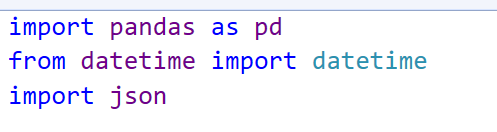 import pandas as pd
from datetime import datetime
import json